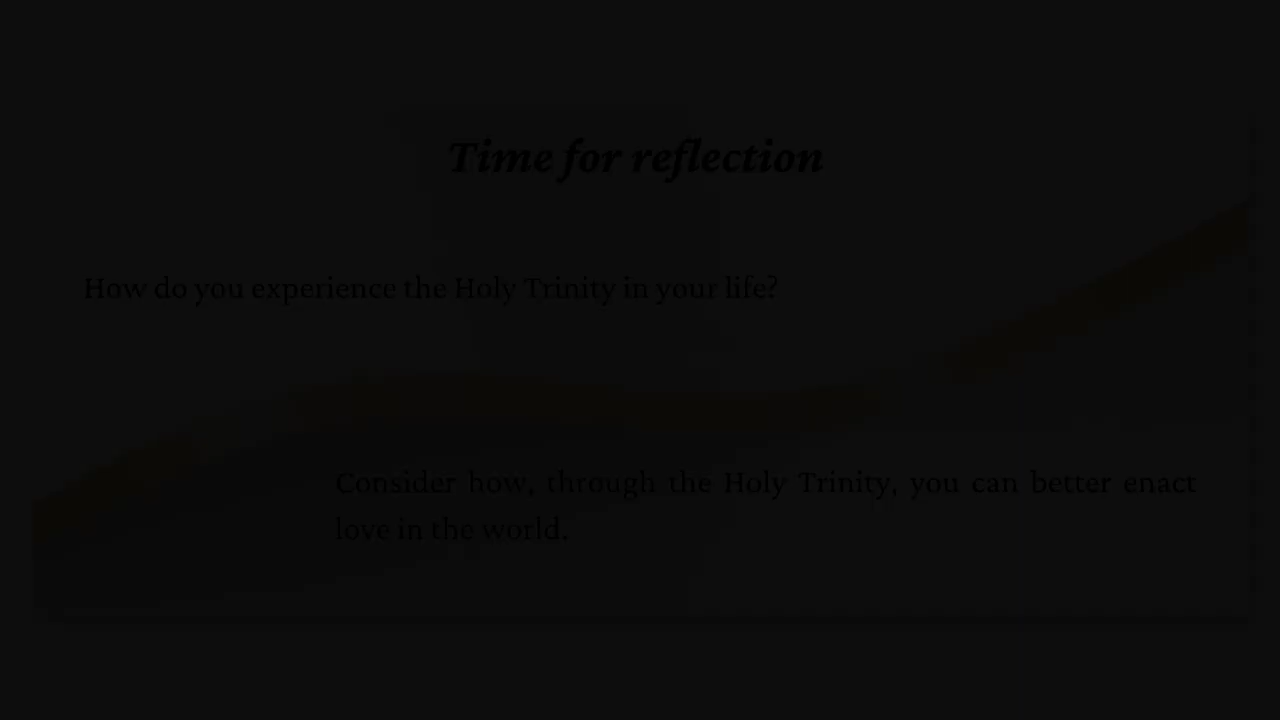 Time for reflection
How do you experience the Holy Trinity in your life?
Consider how, through the Holy Trinity, you can better enact
love in the world.